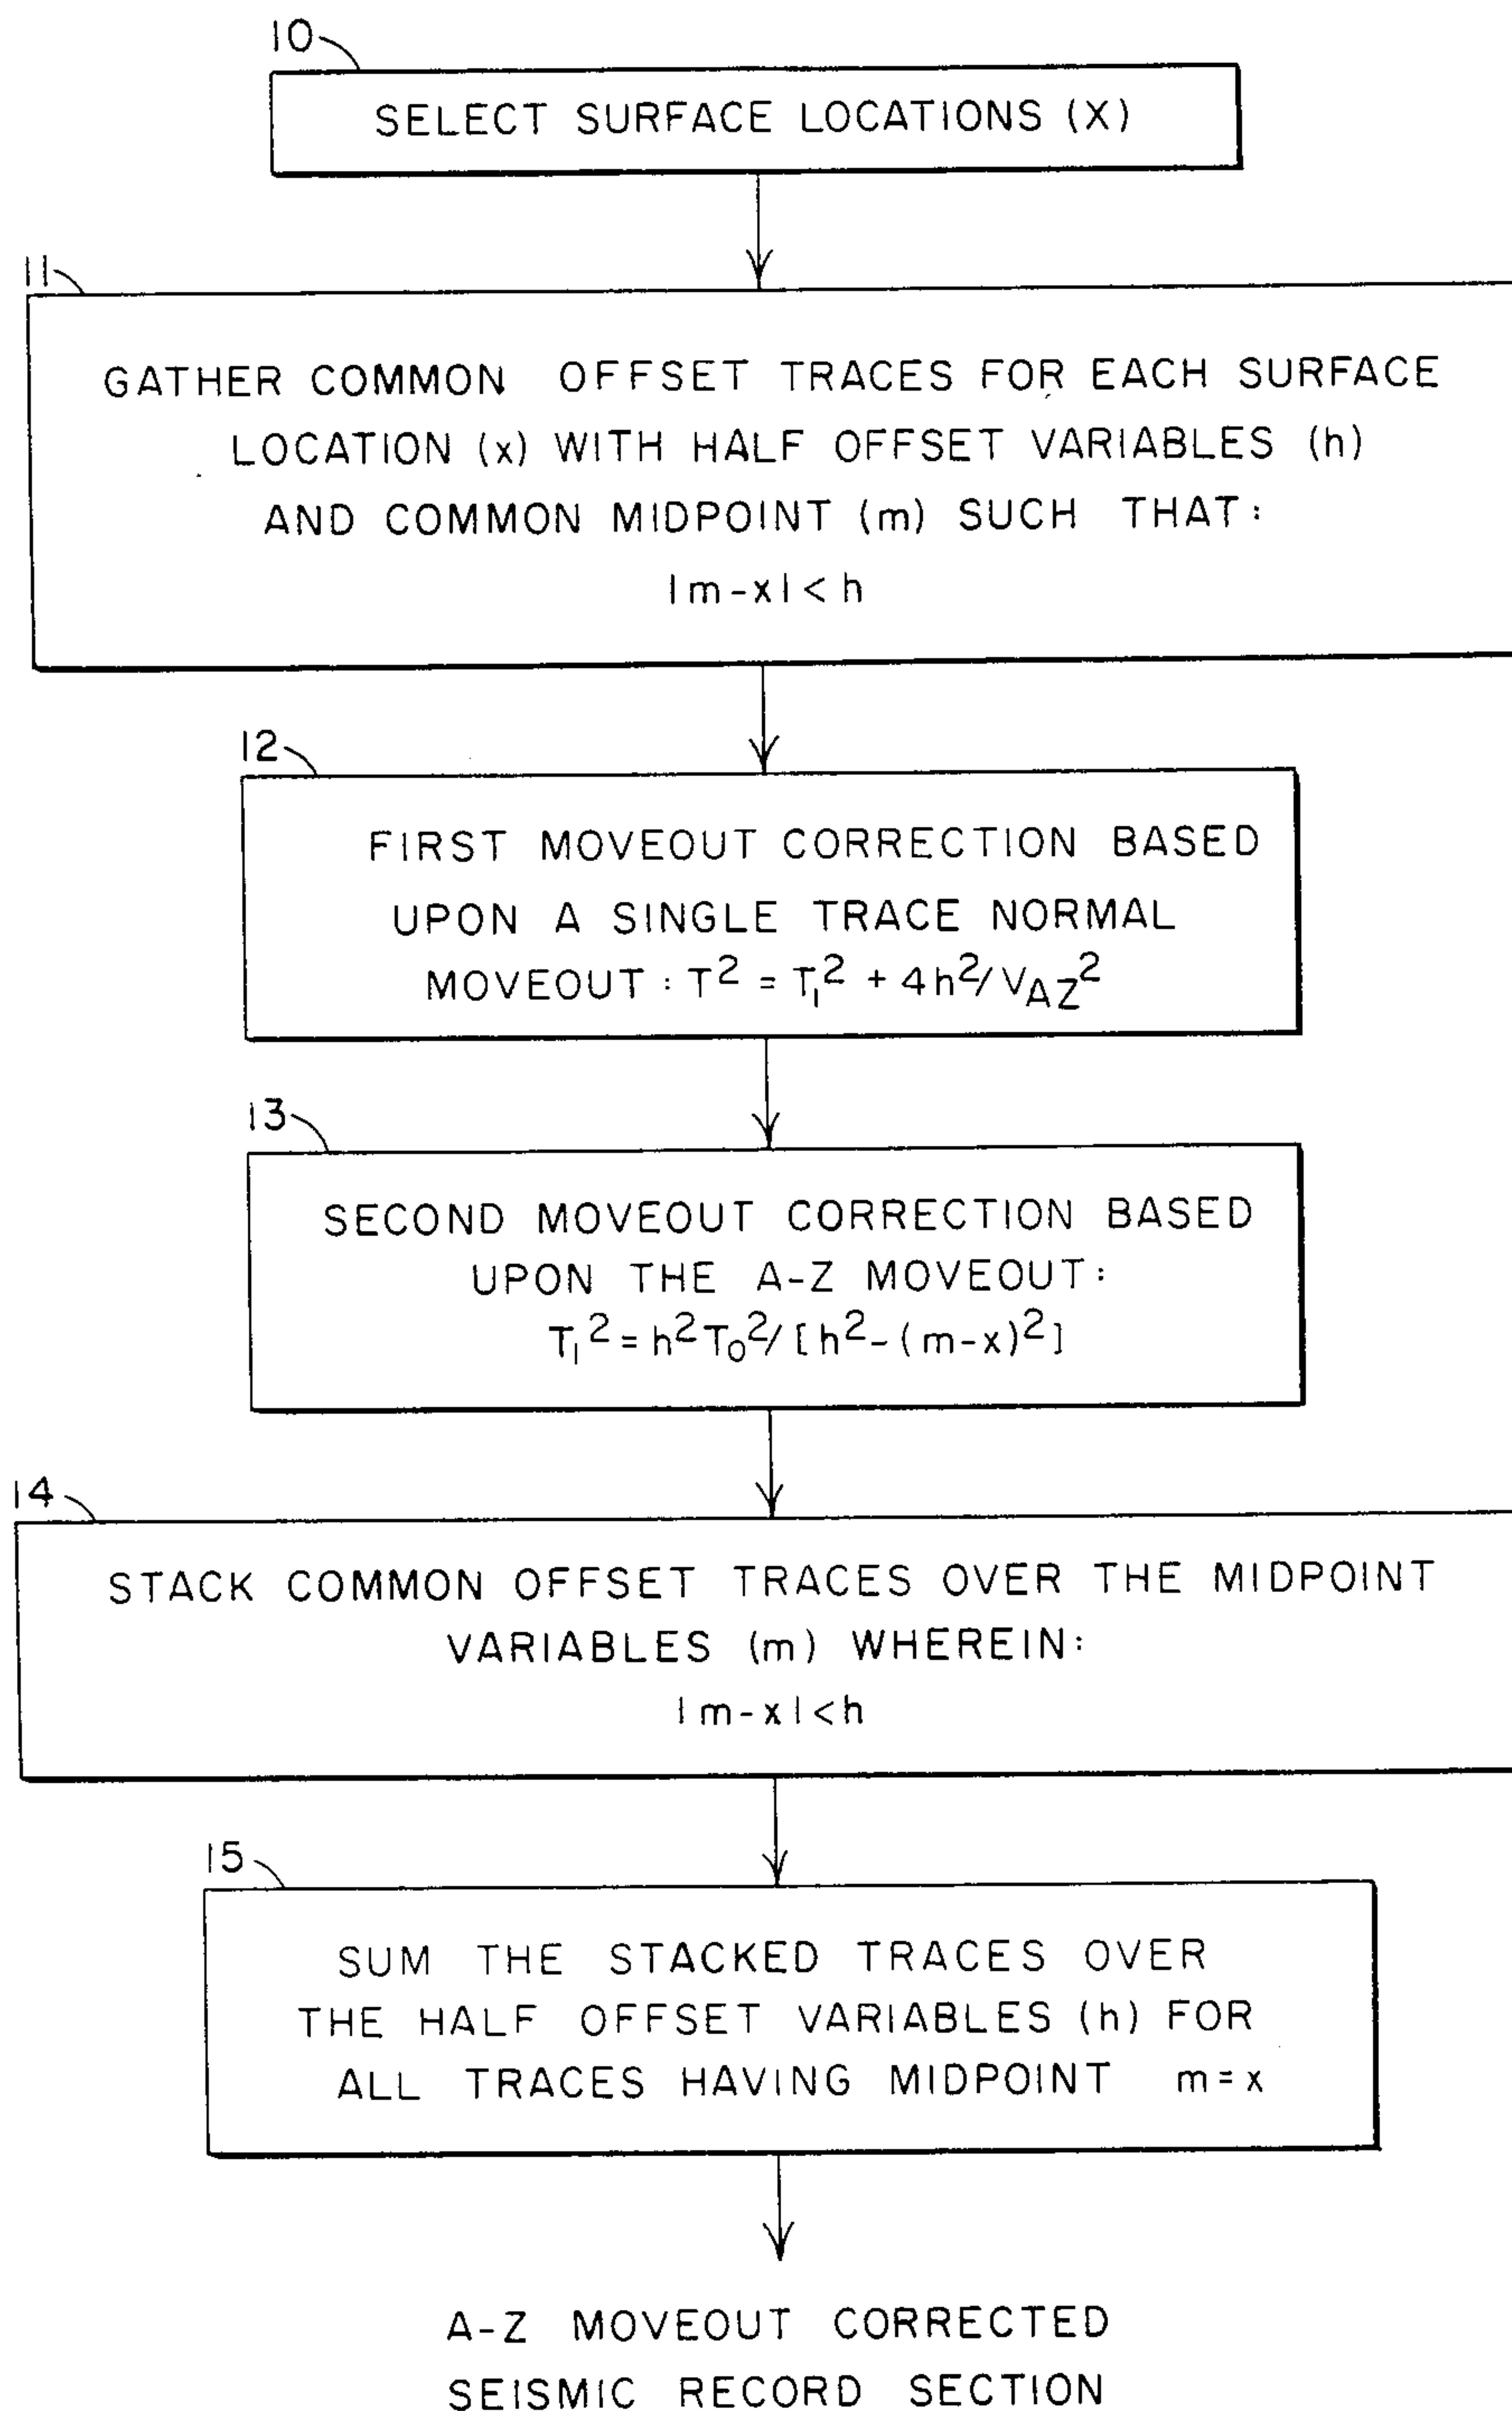 10
SELECT SURFACE LOCATIONS (X)
11
GATHER COMMON OFFSET TRACES FOR EACH SURFACE
LOCATION (x) WITH HALF OFFSET VARIABLES (h)
AND COMMON MIDPOINT (m) SUCH THAT:
|m-x|<h
12
FIRST MOVEOUT CORRECTION BASED
UPON A SINGLE TRACE NORMAL
MOVEOUT: T² = T₁² + 4h²/V_AZ²
13
SECOND MOVEOUT CORRECTION BASED
UPON THE A-Z MOVEOUT:
T₁² = h²T₀²/[h²-(m-x)²]
14
STACK COMMON OFFSET TRACES OVER THE MIDPOINT
VARIABLES (m) WHEREIN:
|m-x|<h
15
SUM THE STACKED TRACES OVER
THE HALF OFFSET VARIABLES (h) FOR
ALL TRACES HAVING MIDPOINT m=x
A-Z MOVEOUT CORRECTED
SEISMIC RECORD SECTION